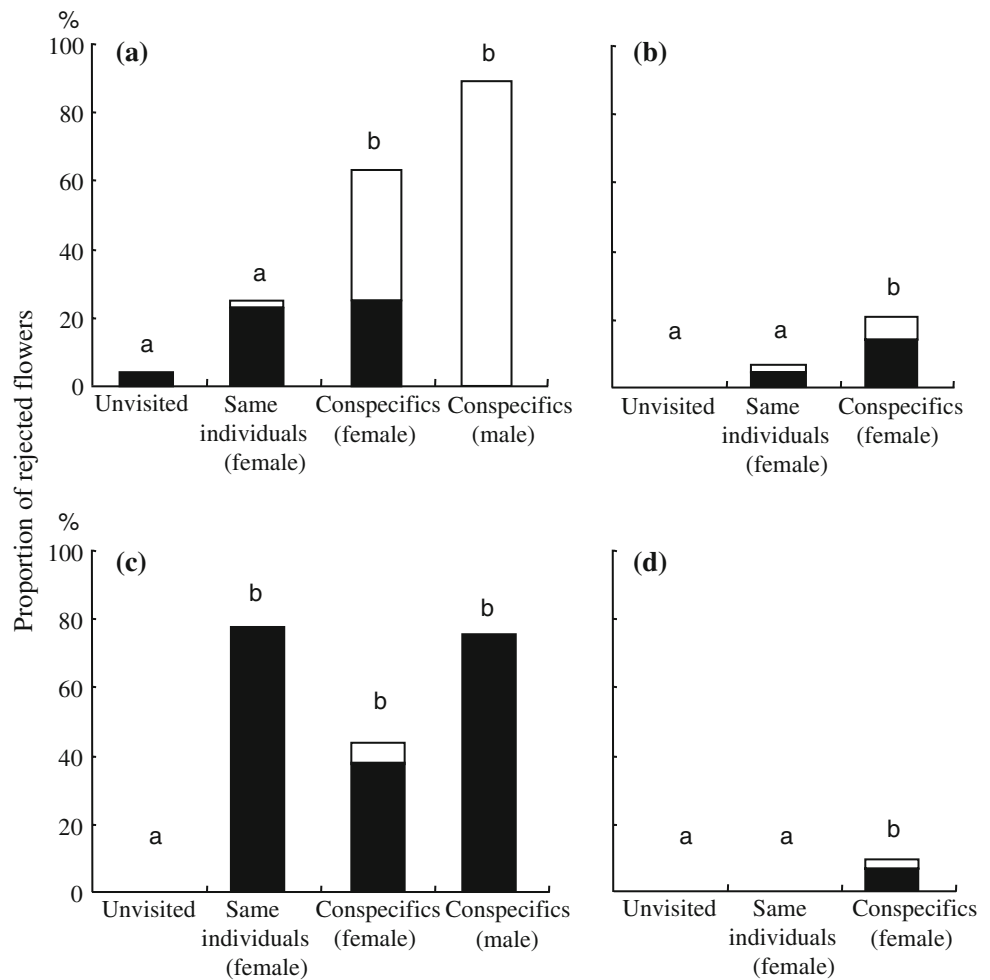 Proportion of rejected flowers
%
(a)
100
80
60
40
20
0
a
a
b
b
Unvisited
Same
individuals
(female)
Conspecifics
(female)
Conspecifics
(male)
(b)
a
a
b
Unvisited
Same
individuals
(female)
Conspecifics
(female)
%
(c)
100
80
60
40
20
0
a
b
b
b
Unvisited
Same
individuals
(female)
Conspecifics
(female)
Conspecifics
(male)
(d)
a
a
b
Unvisited
Same
individuals
(female)
Conspecifics
(female)